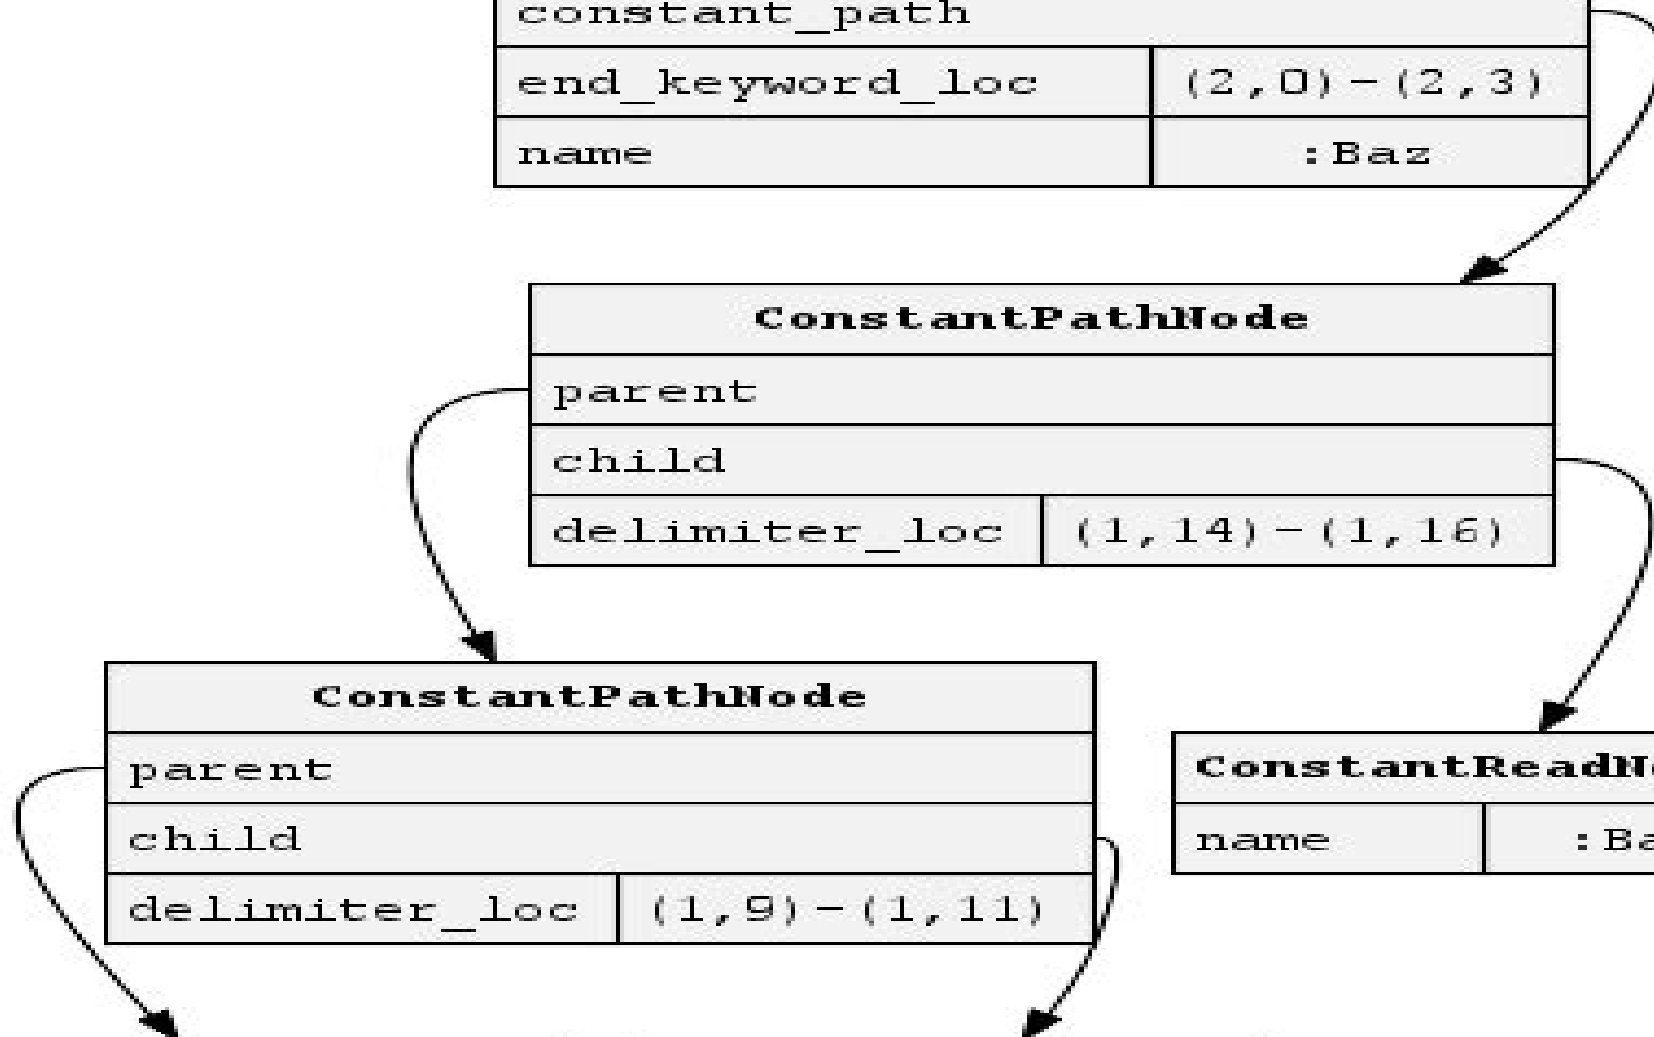 constant_path
end_keyword_loc (2,0)-(2,3)
name :Baz
ConstantPathNode
parent
child
delimiter_loc (1,14)-(1,16)
ConstantPathNode
parent
child
delimiter_loc (1,9)-(1,11)
name